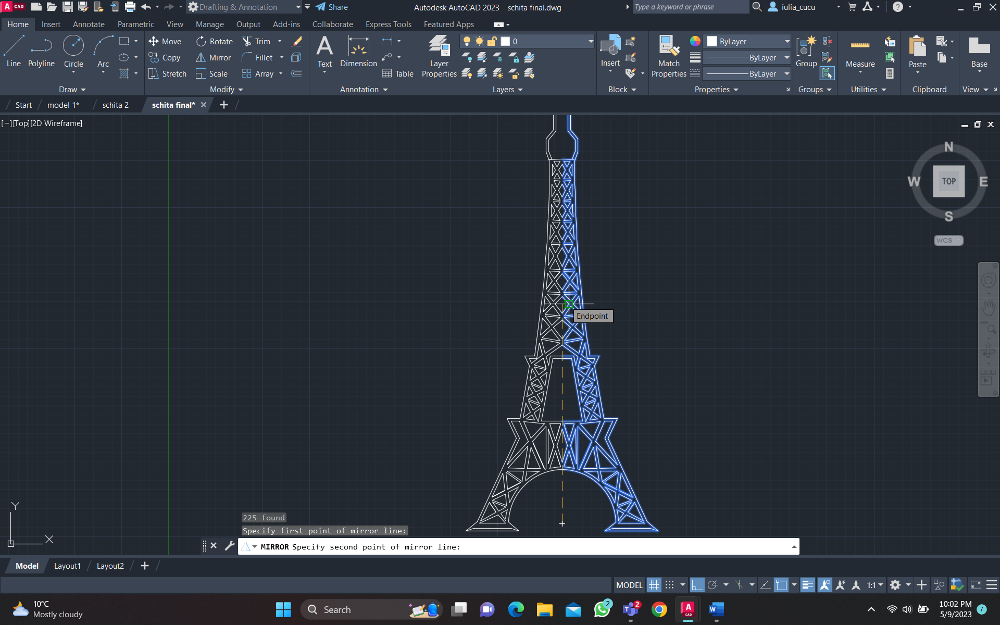 A CAD
Drafting & Annotation
Share
Autodesk AutoCAD 2023 schita final.dwg
Type a keyword or phrase
iulia_cucu
Home Insert Annotate Parametric View Manage Output Add-ins Collaborate Express Tools Featured Apps
Line Polyline Circle Arc
Move Rotate Trim
Copy Mirror Fillet
Stretch Scale Array
Text Dimension Table
Layer Properties
0
Insert
Match Properties
ByLayer
ByLayer
ByLayer
Group
Measure
Paste
Base
Draw Modify Annotation Layers Block Properties Groups Utilities Clipboard View
Start model 1* schita 2 schita final*
[−][Top][2D Wireframe]
N
W TOP E
S
WCS
Endpoint
Y
X
225 found
Specify first point of mirror line:
MIRROR Specify second point of mirror line:
Model Layout1 Layout2
MODEL 1:1
10°C
Mostly cloudy
Search
2
2
A CAD
10:02 PM
5/9/2023
7